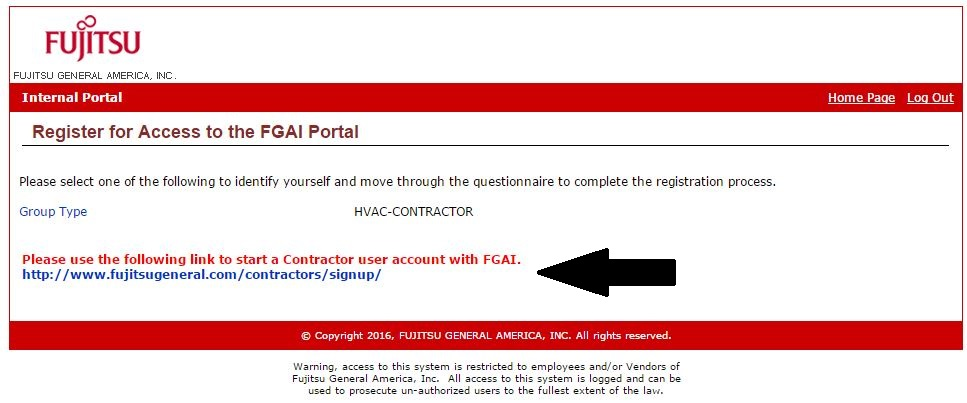 FUJITSU
FUJITSU GENERAL AMERICA, INC.
Internal Portal
Home Page Log Out
Register for Access to the FGAI Portal
Please select one of the following to identify yourself and move through the questionnaire to complete the registration process.
Group Type HVAC-CONTRACTOR
Please use the following link to start a Contractor user account with FGAI.
http://www.fujitsugeneral.com/contractors/signup/
© Copyright 2016, FUJITSU GENERAL AMERICA, INC. All rights reserved.
Warning, access to this system is restricted to employees and/or Vendors of
Fujitsu General America, Inc. All access to this system is logged and can be
used to prosecute un-authorized users to the fullest extent of the law.